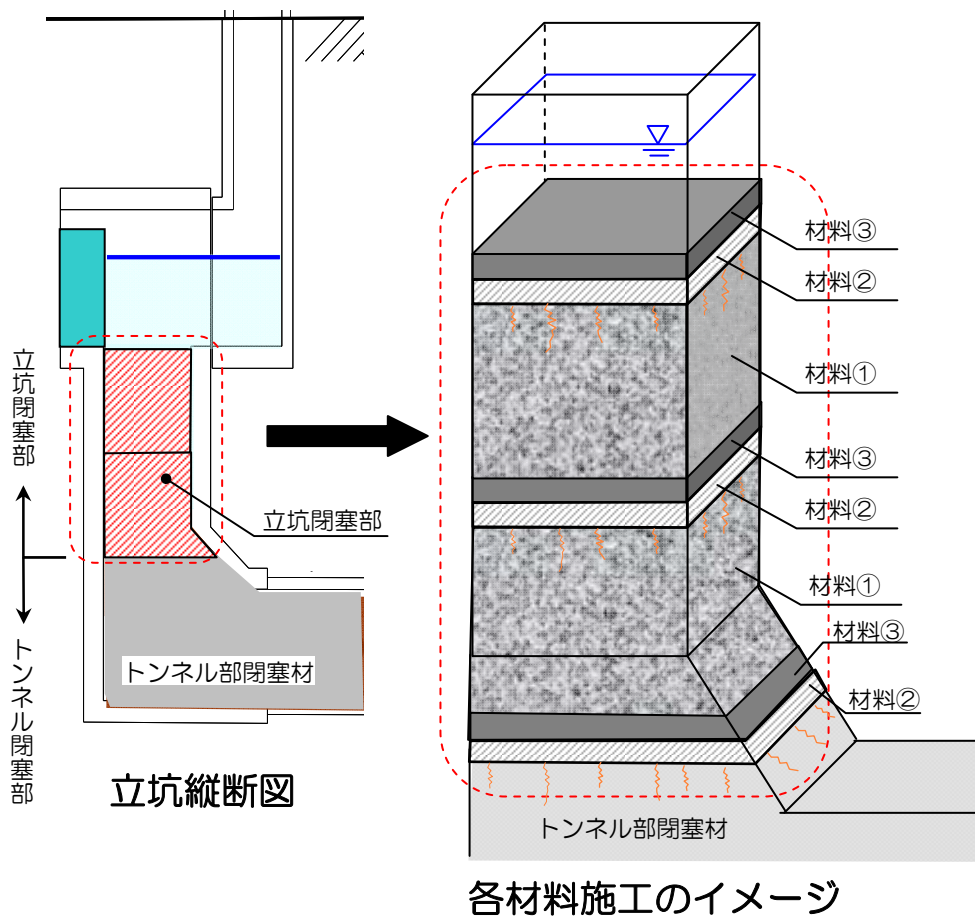 立坑閉塞部
トンネル閉塞部
立坑閉塞部
トンネル部閉塞材
立坑縦断図
材料③
材料②
材料①
材料③
材料②
材料①
材料③
材料②
トンネル部閉塞材
各材料施工のイメージ